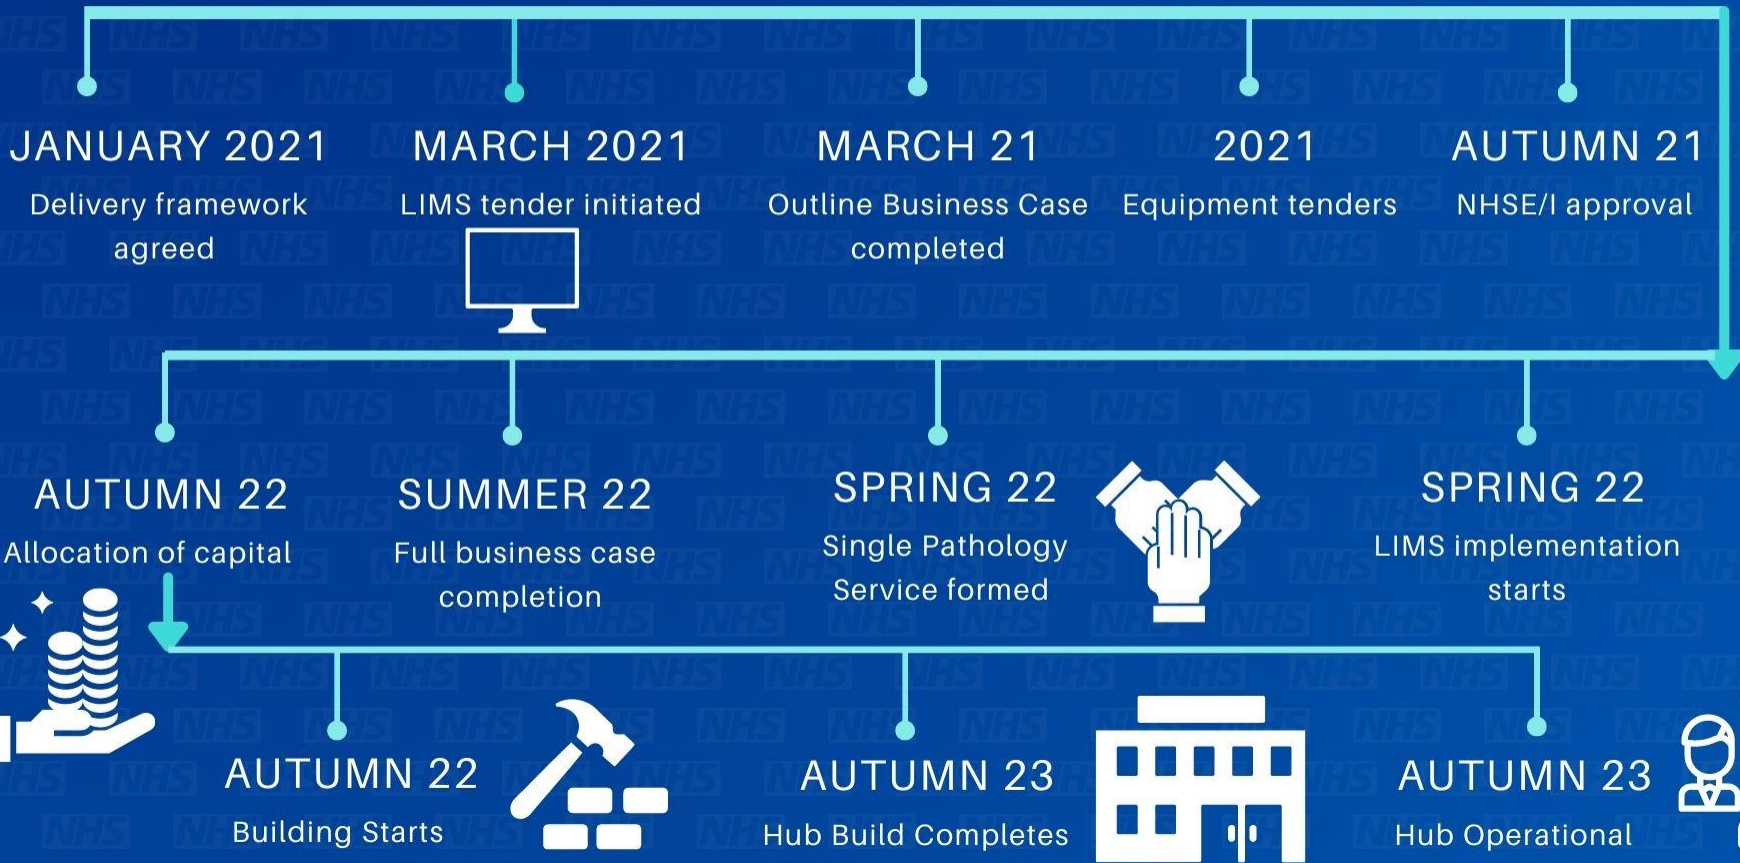 JANUARY 2021
Delivery framework
agreed
MARCH 2021
LIMS tender initiated
MARCH 21
Outline Business Case
completed
2021
Equipment tenders
AUTUMN 21
NHSE/I approval
SPRING 22
LIMS implementation
starts
SPRING 22
Single Pathology
Service formed
SUMMER 22
Full business case
completion
AUTUMN 22
Allocation of capital
AUTUMN 22
Building Starts
AUTUMN 23
Hub Build Completes
AUTUMN 23
Hub Operational